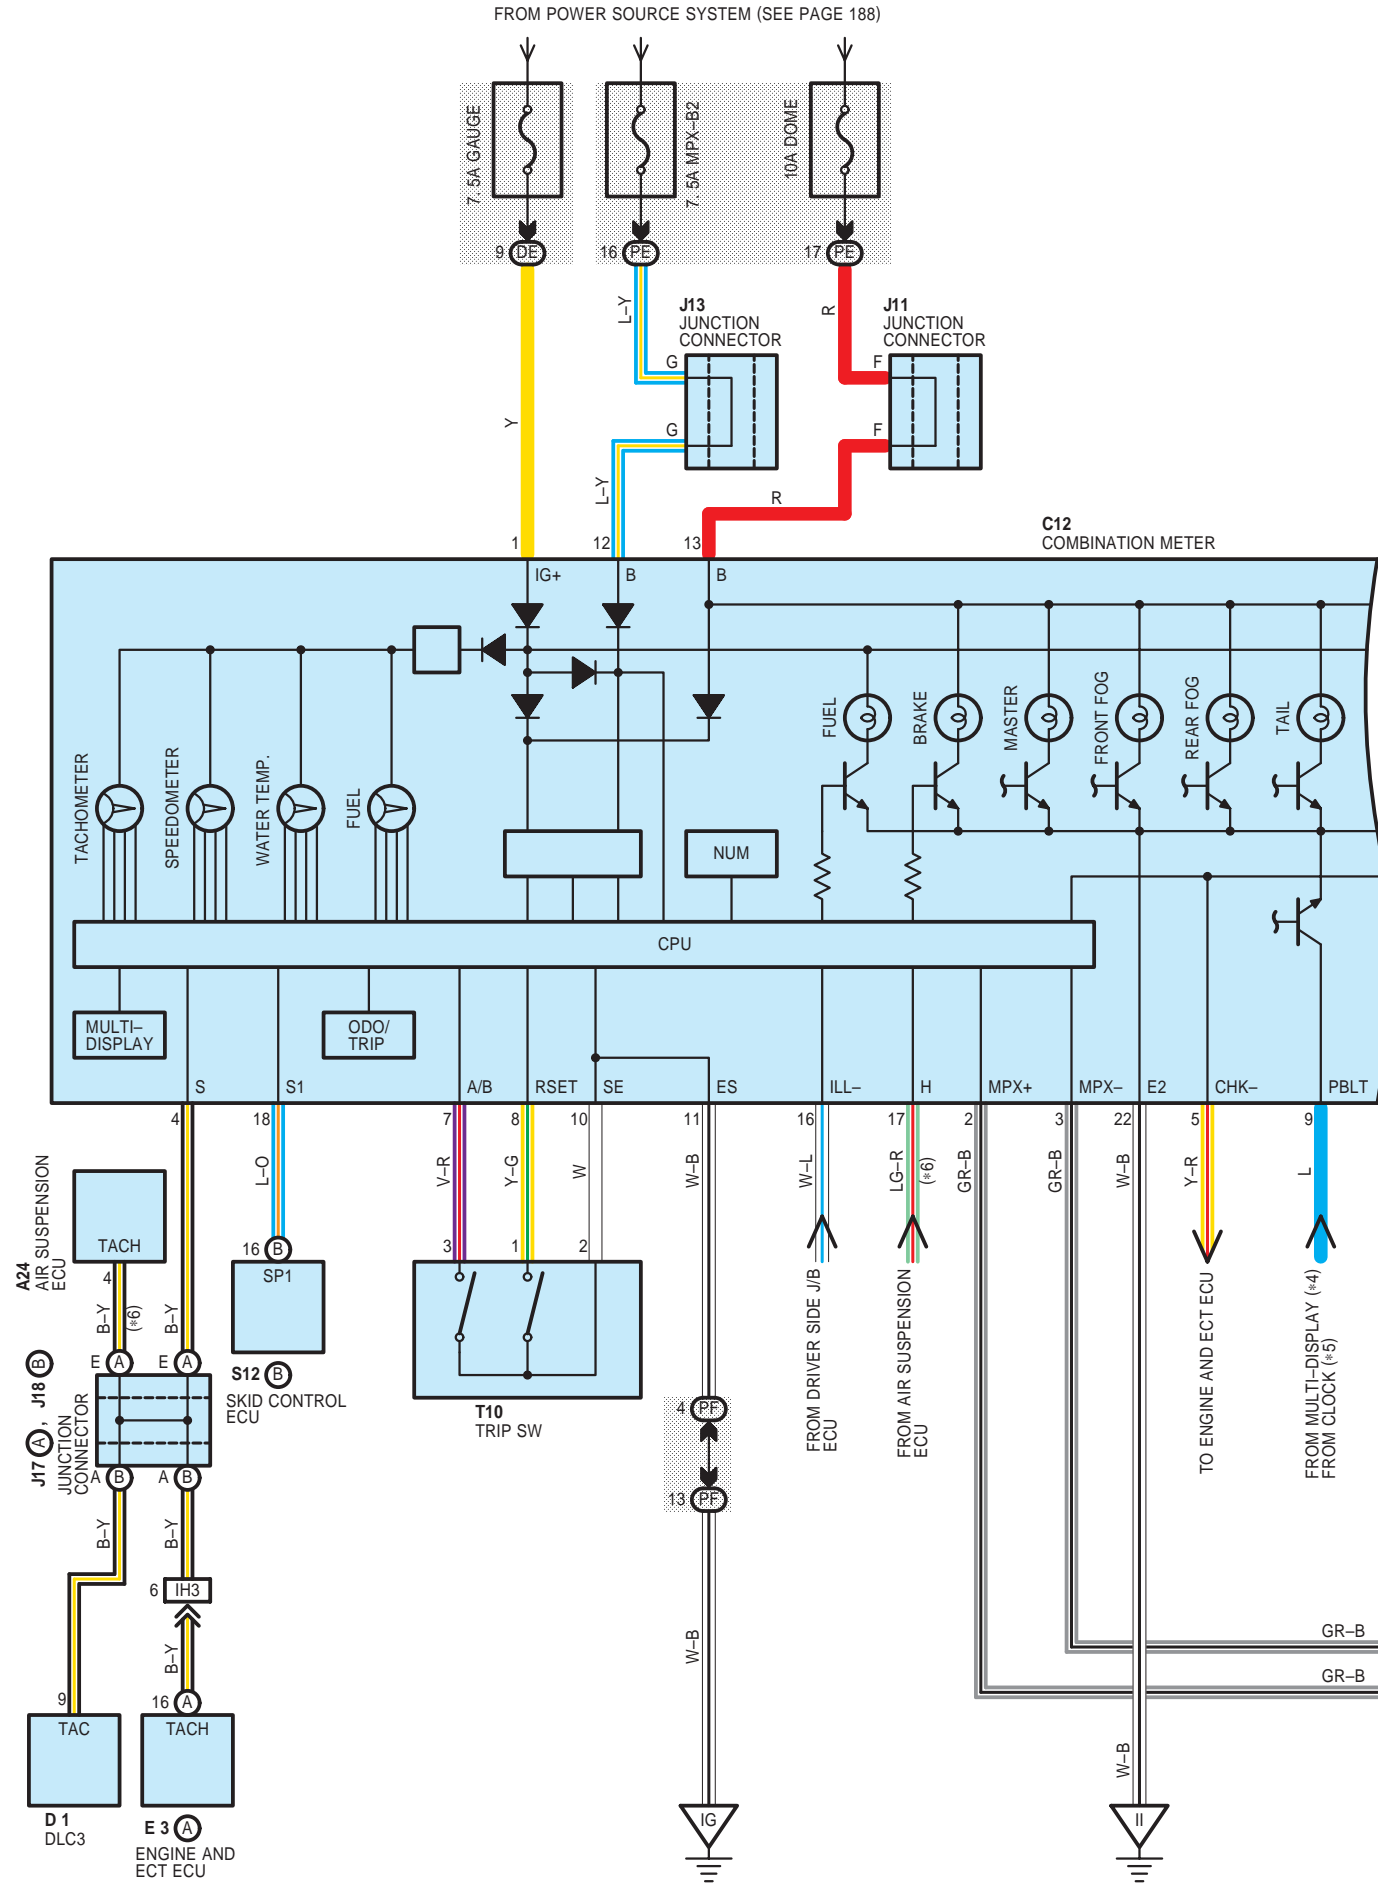 FROM POWER SOURCE SYSTEM (SEE PAGE 188)
7. 5A GAUGE
7. 5A MPX–B2
10A DOME
9 DE
16 PE
17 PE
L–Y
R
J13
JUNCTION
CONNECTOR
J11
JUNCTION
CONNECTOR
G
F
Y
G
F
L–Y
R
C12
COMBINATION METER
1
12
13
IG+
B
B
FUEL
BRAKE
MASTER
FRONT FOG
REAR FOG
TAIL
TACHOMETER
SPEEDOMETER
WATER TEMP.
FUEL
NUM
CPU
MULTI–
DISPLAY
ODO/
TRIP
S
S1
A/B
RSET
SE
ES
ILL–
H
MPX+
MPX–
E2
CHK–
PBLT
4
18
7
8
10
11
16
17
2
3
22
5
9
L–O
V–R
Y–G
W
W–B
W–L
LG–R
(*6)
GR–B
GR–B
W–B
Y–R
L
A24
AIR SUSPENSION
ECU
TACH
4
B–Y
(*6)
B–Y
16 B
SP1
S12 B
SKID CONTROL
ECU
3
1
2
T10
TRIP SW
FROM DRIVER SIDE J/B
ECU
FROM AIR SUSPENSION
ECU
TO ENGINE AND ECT ECU
FROM MULTI–DISPLAY (*4)
FROM CLOCK (*5)
E A
E A
J17 A , J18 B
JUNCTION
CONNECTOR
A B
A B
4 PF
13 PF
B–Y
B–Y
6 IH3
B–Y
W–B
GR–B
GR–B
9
TAC
16 A
TACH
W–B
D 1
DLC3
E 3 A
ENGINE AND
ECT ECU
IG
II